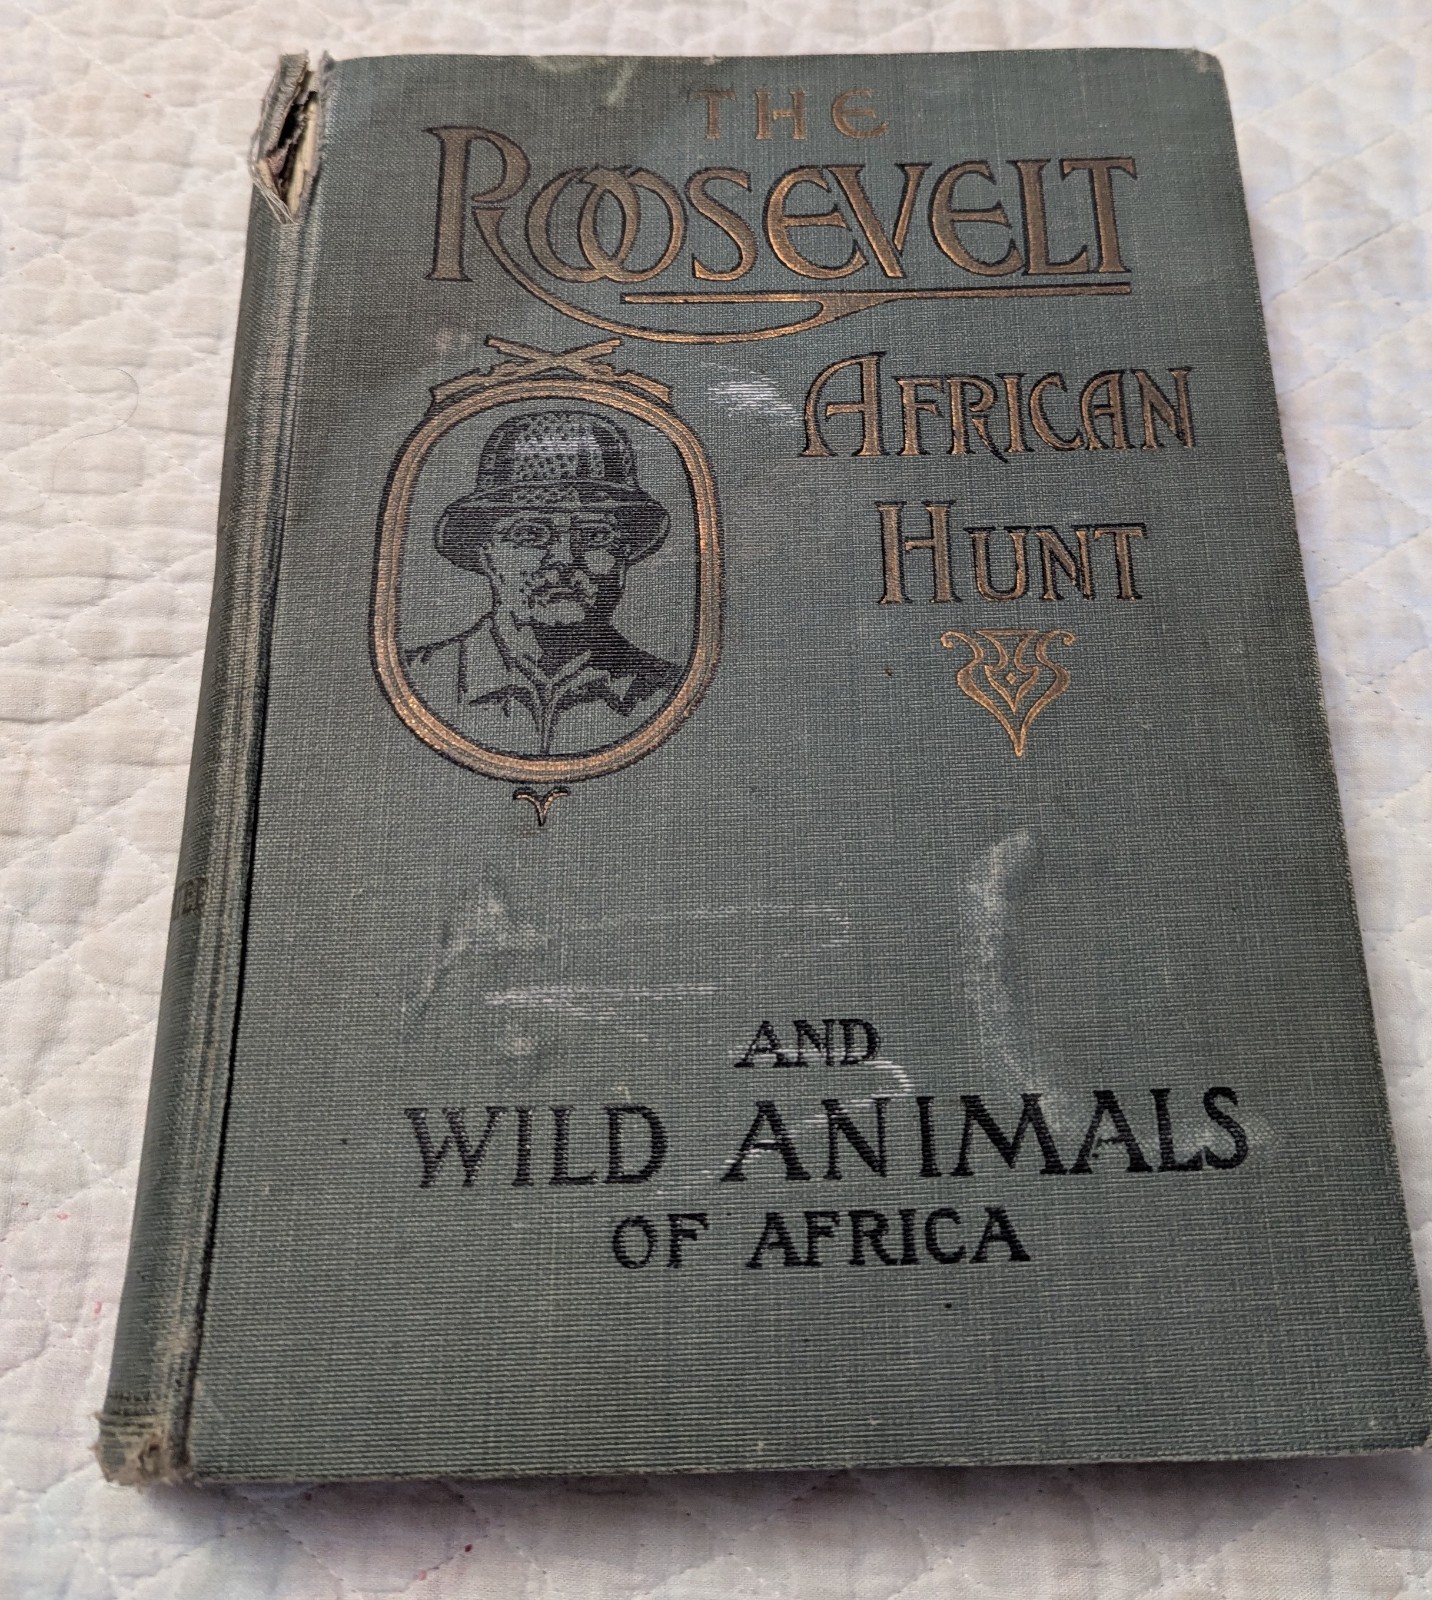 THE
ROOSEVELT
AFRICAN
HUNT
AND
WILD ANIMALS
OF AFRICA